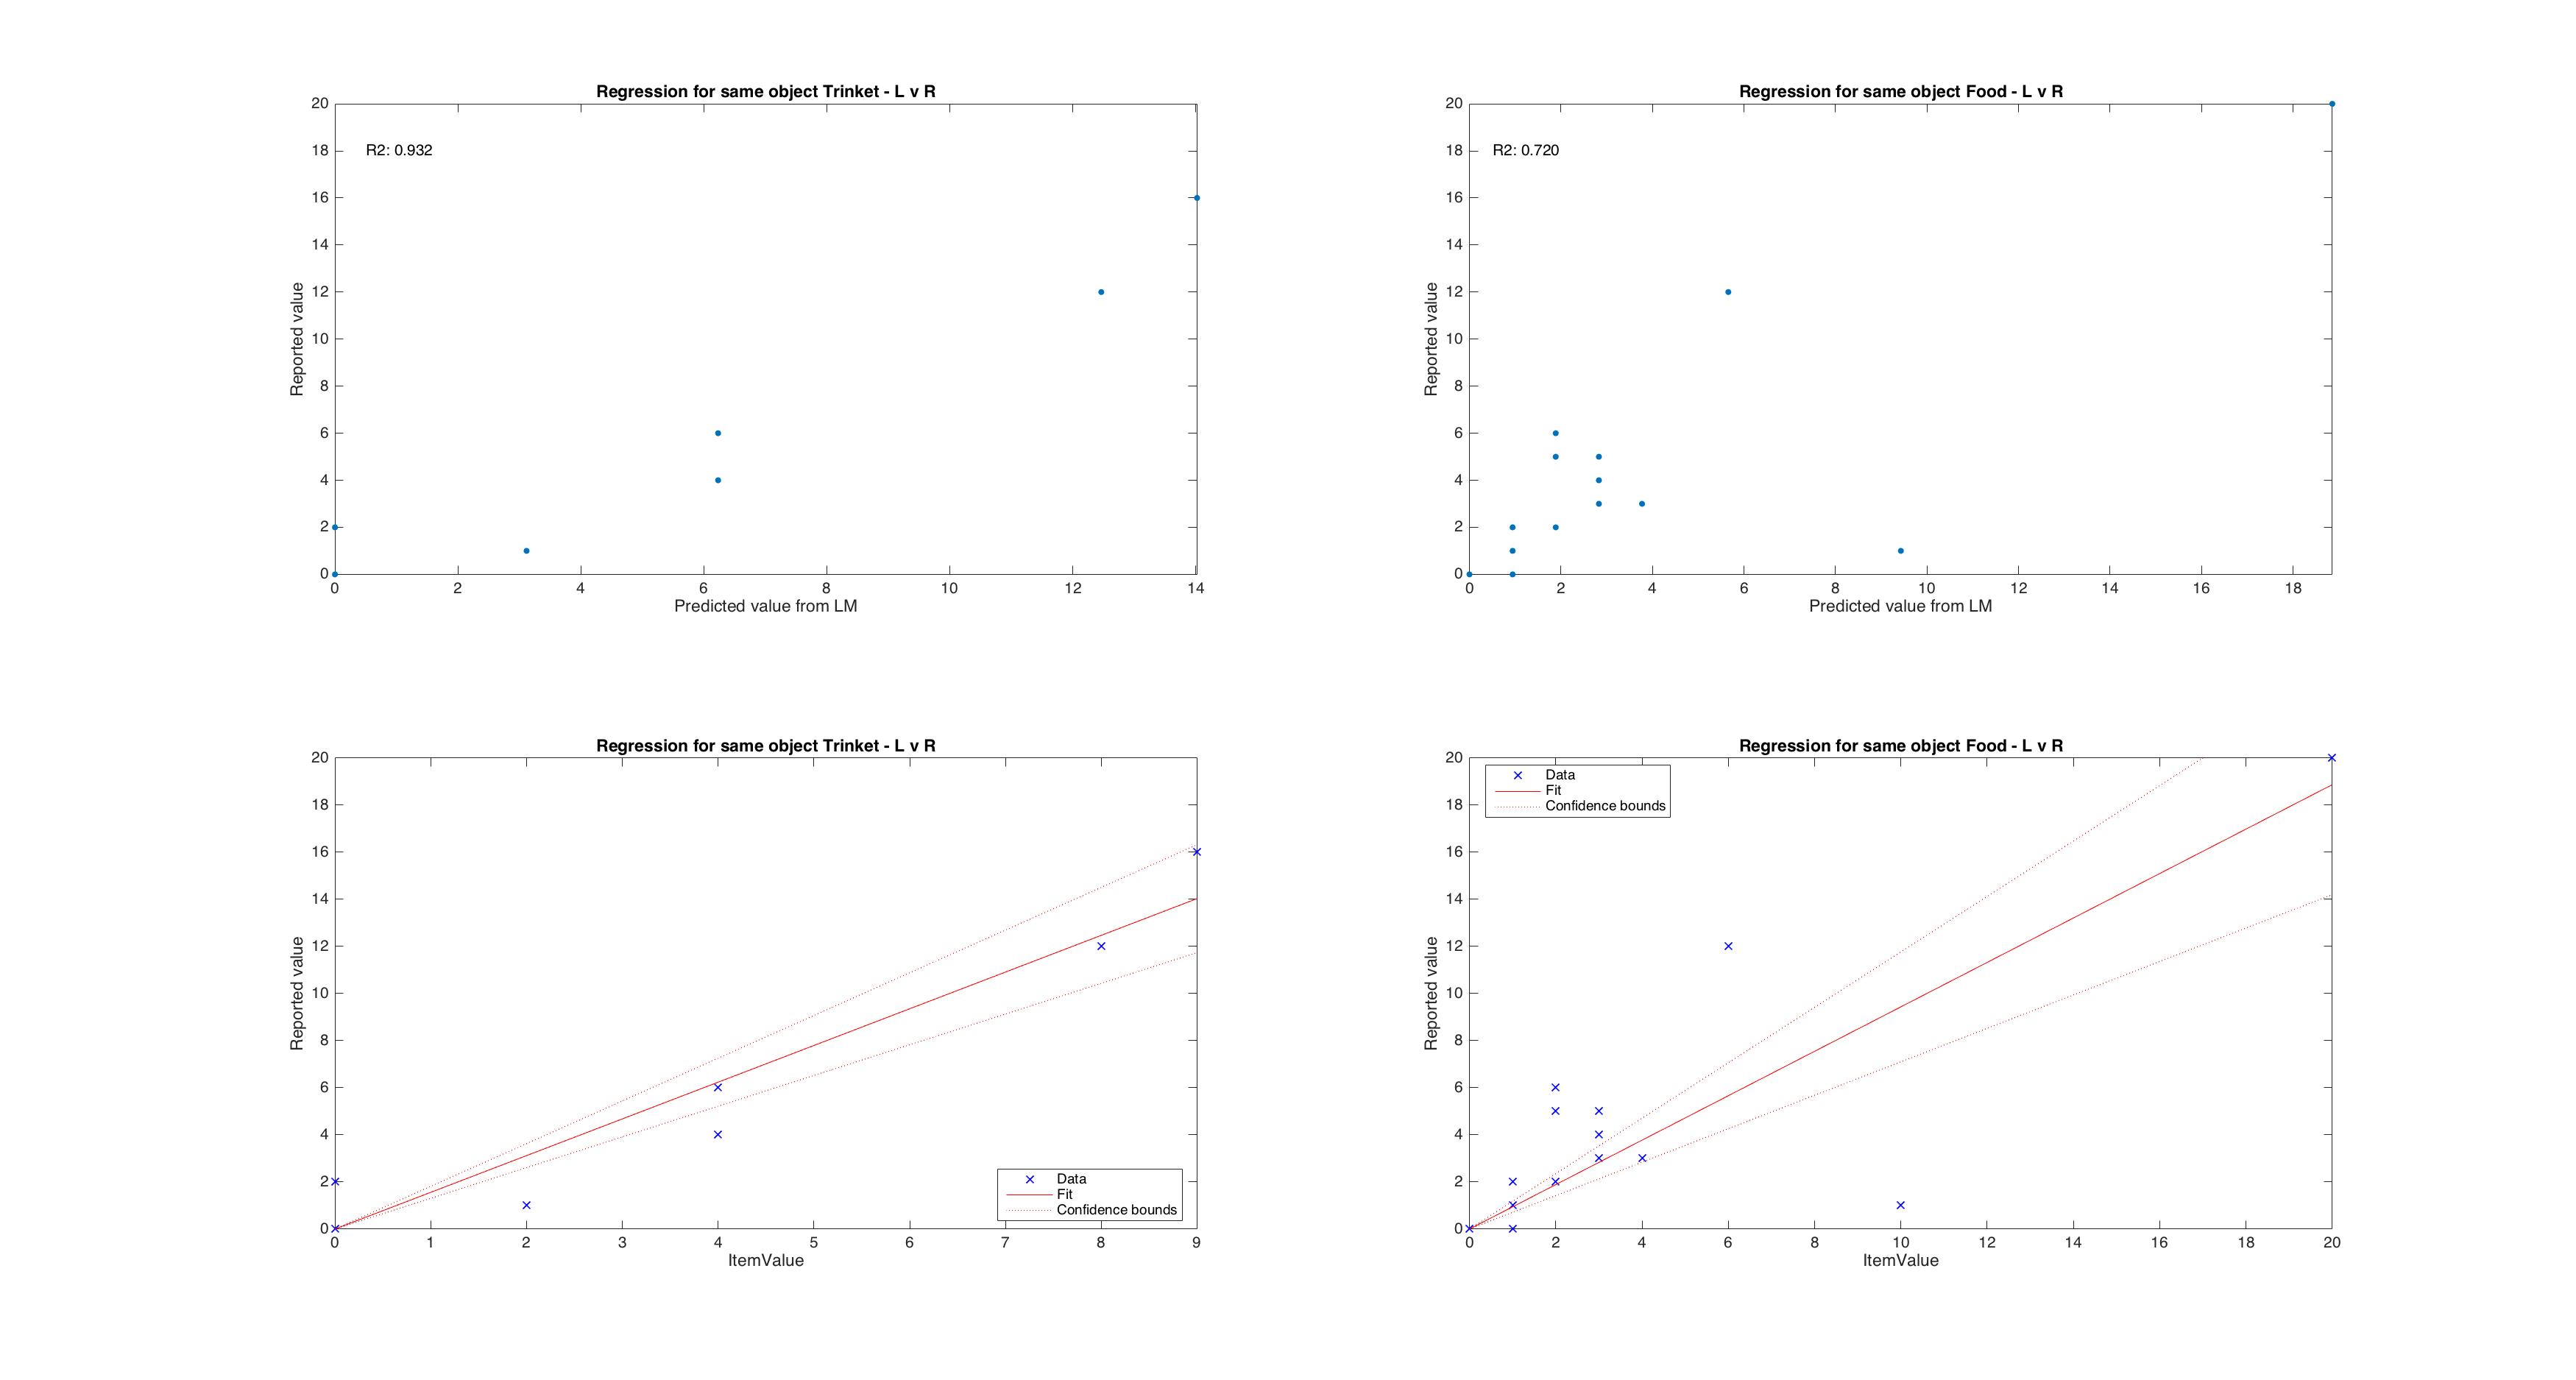 Regression for same object Trinket - L v R
R2: 0.932
20
18
16
14
12
10
8
6
4
2
0
Reported value
0 2 4 6 8 10 12 14
Predicted value from LM
Regression for same object Food - L v R
R2: 0.720
20
18
16
14
12
10
8
6
4
2
0
Reported value
0 2 4 6 8 10 12 14 16 18
Predicted value from LM
Regression for same object Trinket - L v R
20
18
16
14
12
10
8
6
4
2
0
Reported value
Data
Fit
Confidence bounds
0 1 2 3 4 5 6 7 8 9
ItemValue
Regression for same object Food - L v R
Data
Fit
Confidence bounds
20
18
16
14
12
10
8
6
4
2
0
Reported value
0 2 4 6 8 10 12 14 16 18 20
ItemValue